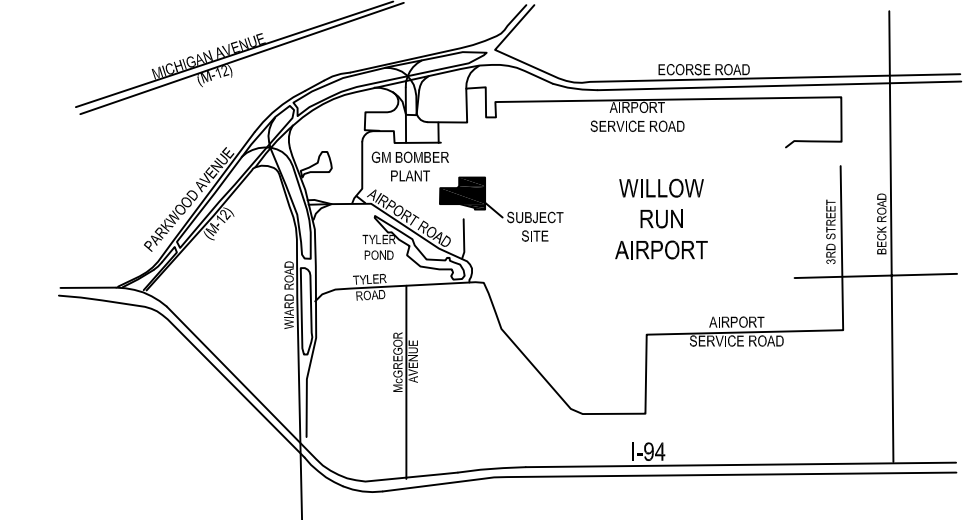 MICHIGAN AVENUE
(M-12)
ECORSE ROAD
AIRPORT
SERVICE ROAD
GM BOMBER
PLANT
PARKWOOD AVENUE
(M-12)
AIRPORT ROAD
WILLOW
RUN
AIRPORT
SUBJECT
SITE
3RD STREET
BECK ROAD
TYLER
POND
WIARD ROAD
TYLER
ROAD
McGREGOR
AVENUE
AIRPORT
SERVICE ROAD
I-94